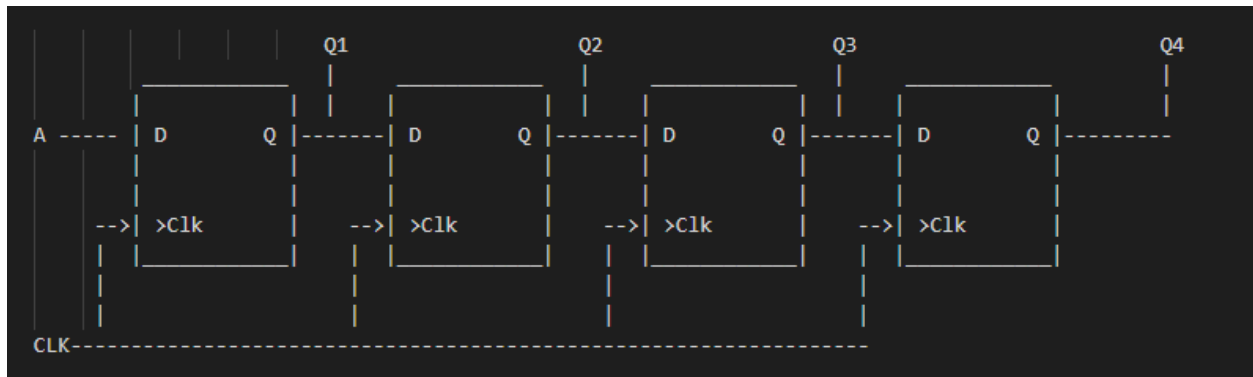 Q1 Q2 Q3 Q4
A ----- | D Q |-------| D Q |-------| D Q |-------| D Q |---------
-->| >Clk | -->| >Clk | -->| >Clk | -->| >Clk |
CLK------------------------------------------------------------------